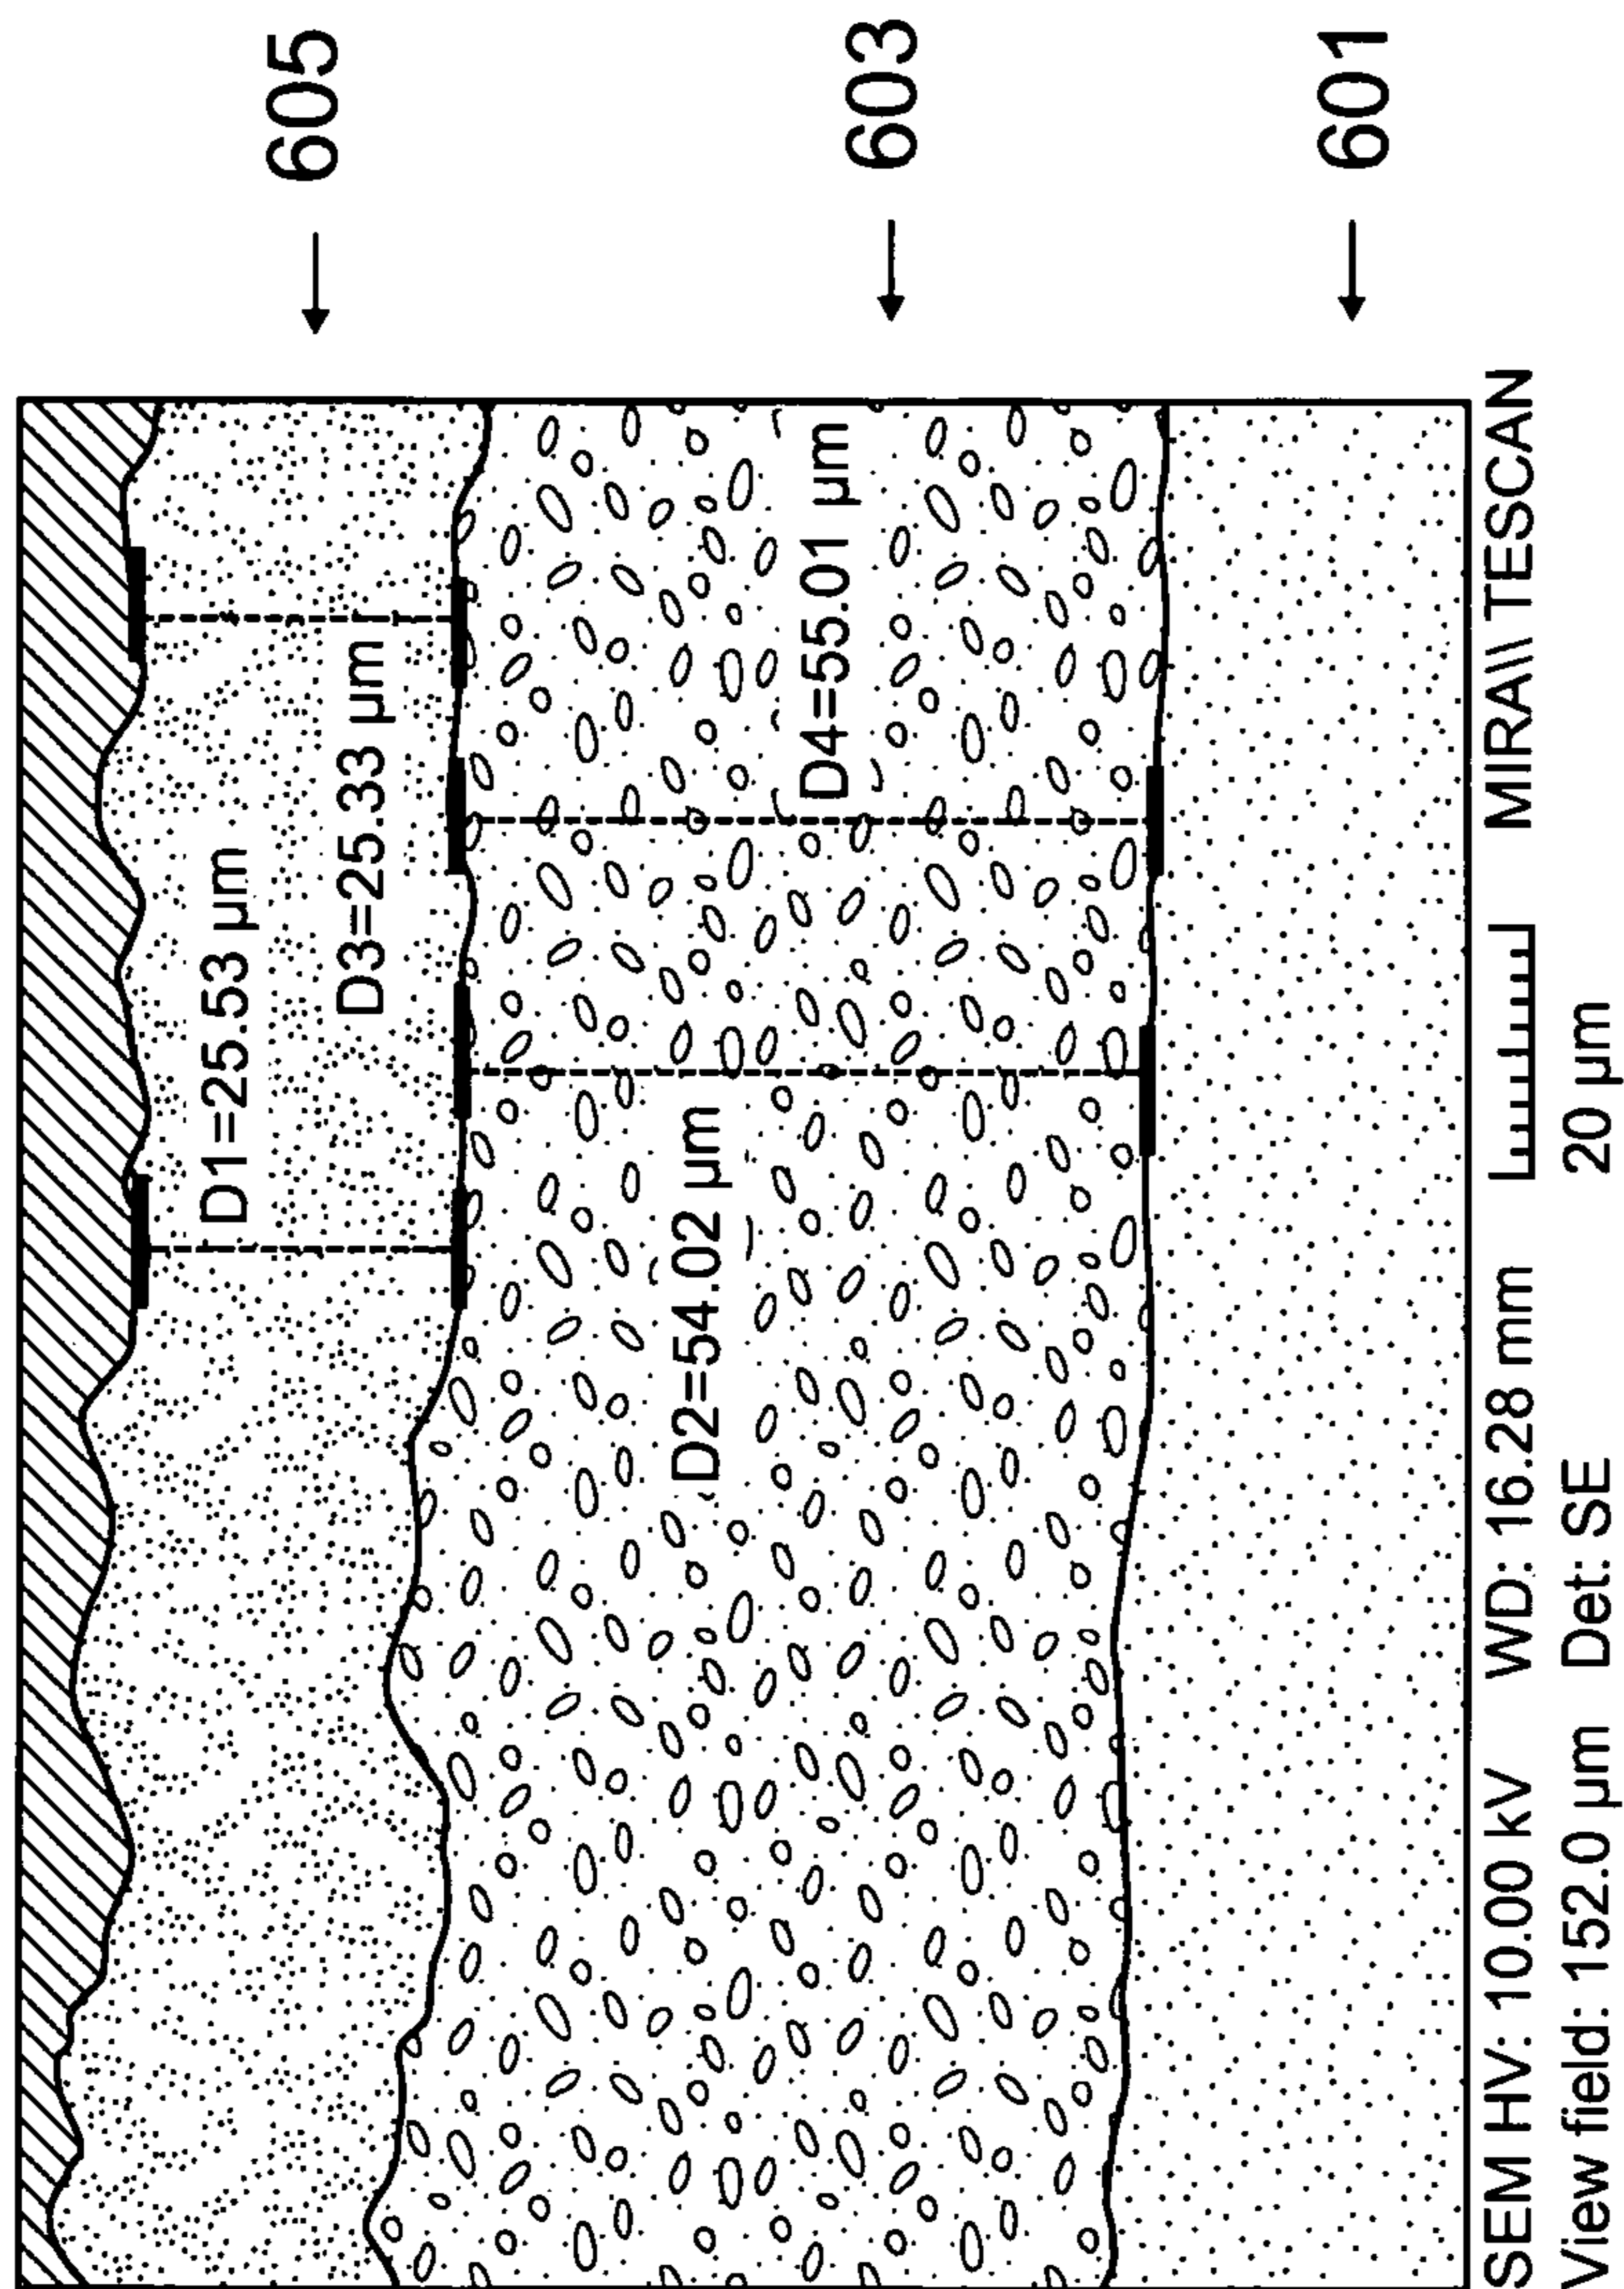 605
603
601
D1=25.53 µm
D3=25.33 µm
D4=55.01 µm
D2=54.02 µm
SEM HV: 10.00 kV WD: 16.28 mm MIRA\\ TESCAN
View field: 152.0 µm Det: SE 20 µm